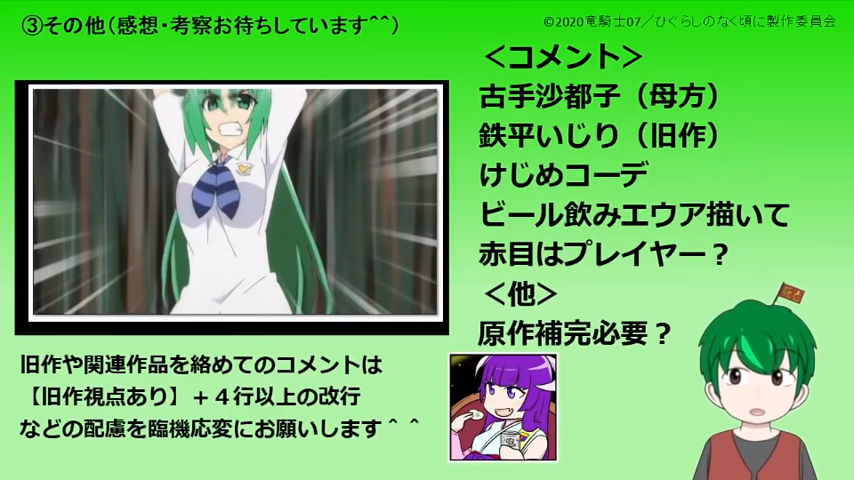 ③その他（感想・考察お待ちしています^^）
©2020竜騎士07／ひぐらしのなく頃に製作委員会
＜コメント＞
古手沙都子（母方）
鉄平いじり（旧作）
けじめコーデ
ビール飲みエウア描いて
赤目はプレイヤー？
＜他＞
原作補完必要？
旧作や関連作品を絡めてのコメントは
【旧作視点あり】＋４行以上の改行
などの配慮を臨機応変にお願いします＾＾